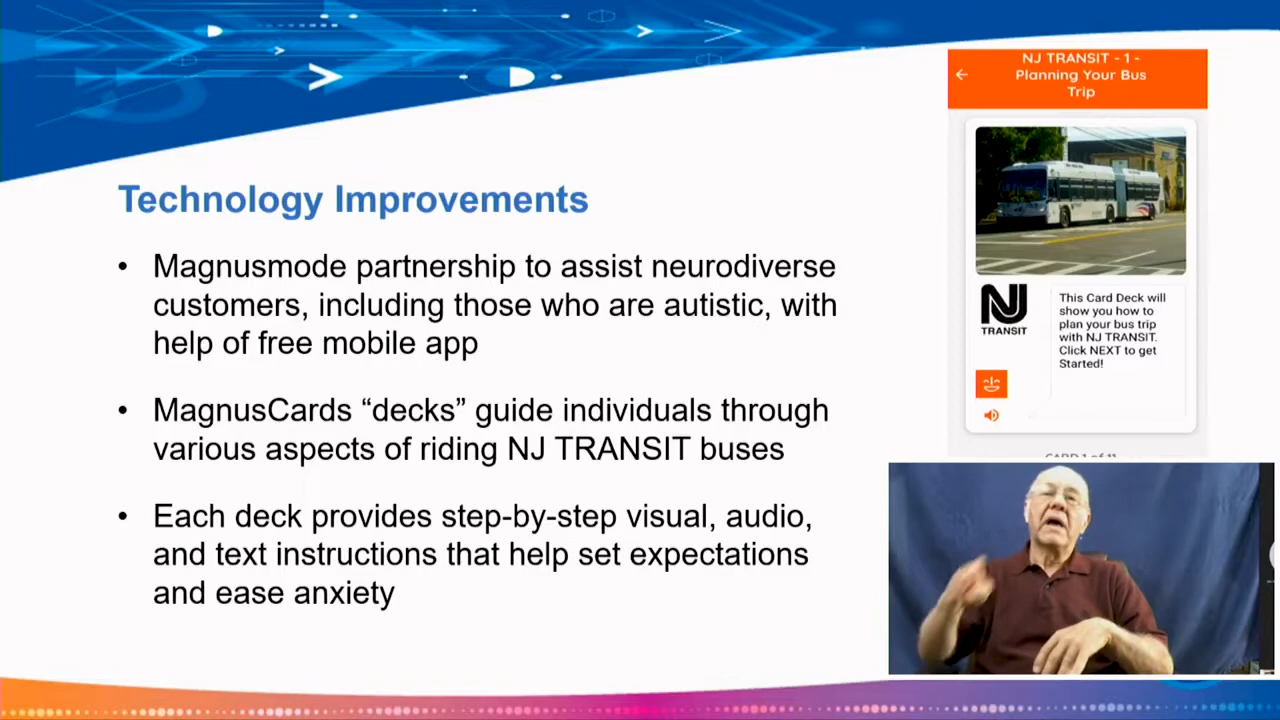 Technology Improvements
• Magnusmode partnership to assist neurodiverse
customers, including those who are autistic, with
help of free mobile app
• MagnusCards “decks” guide individuals through
various aspects of riding NJ TRANSIT buses
• Each deck provides step-by-step visual, audio,
and text instructions that help set expectations
and ease anxiety
NJ TRANSIT - 1 -
Planning Your Bus
Trip
NJ
TRANSIT
This Card Deck will
show you how to
plan your bus trip
with NJ TRANSIT.
Click NEXT to get
Started!
CARD 1 of 11